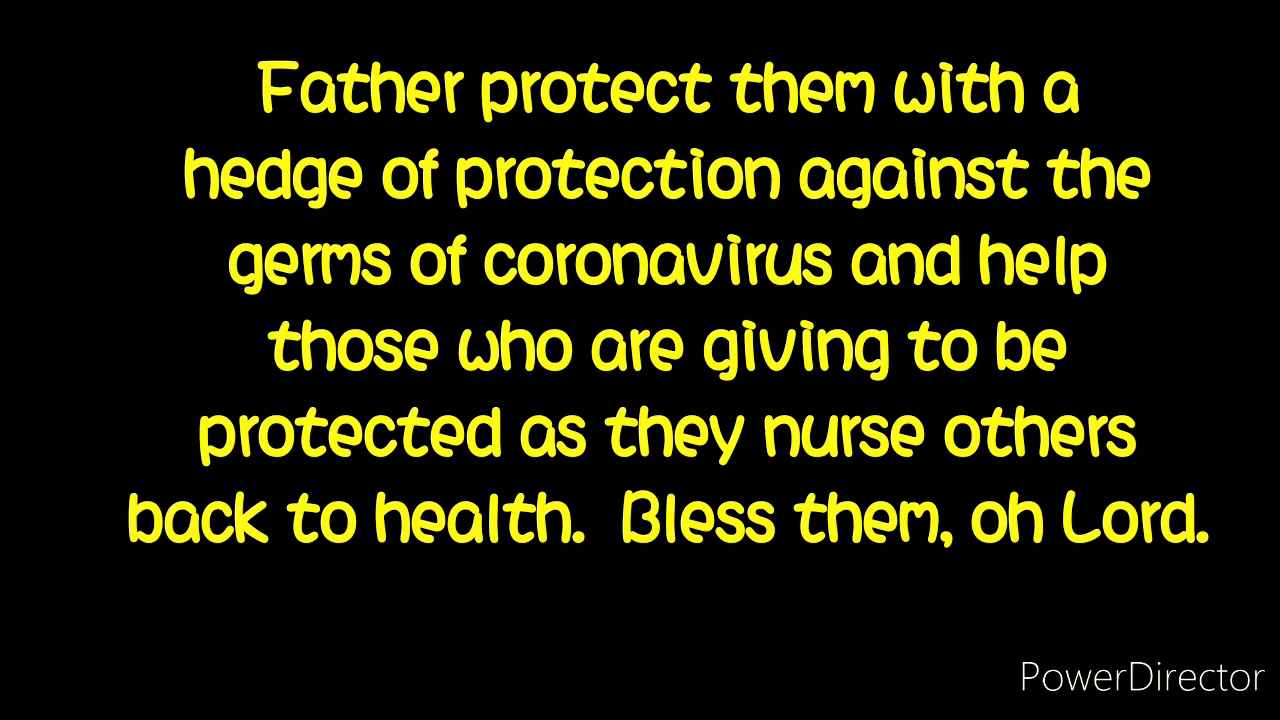 Father protect them with a
hedge of protection against the
germs of coronavirus and help
those who are giving to be
protected as they nurse others
back to health.  Bless them, oh Lord.
PowerDirector